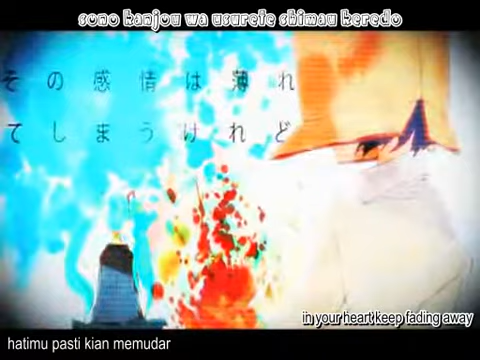 sono kanjou wa usurete shimau keredo
その感情は薄れ
てしまうけれど
in your heart keep fading away
hatimu pasti kian memudar